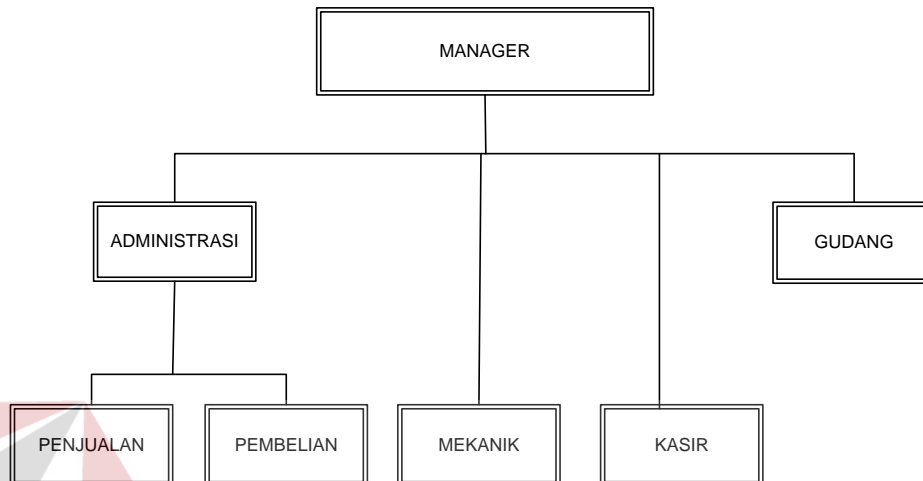 MANAGER
ADMINISTRASI
GUDANG
PENJUALAN
PEMBELIAN
MEKANIK
KASIR